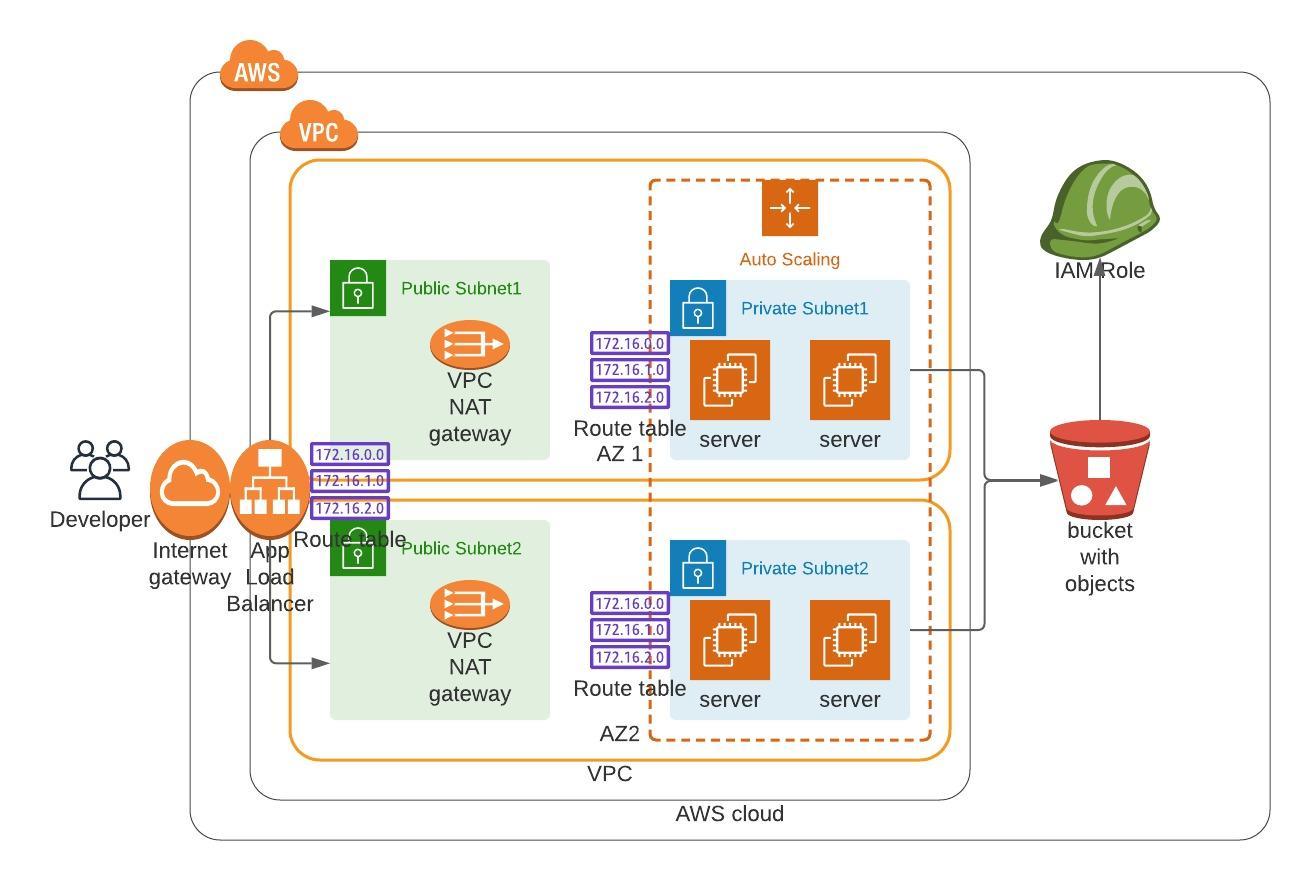 AWS
VPC
Auto Scaling
Public Subnet1
VPC
NAT
gateway
Private Subnet1
172.16.0.0
172.16.1.0
172.16.2.0
Route table
AZ 1
server
server
IAM Role
Developer
Internet
gateway
App
Load
Balancer
172.16.0.0
172.16.1.0
172.16.2.0
Route table
Public Subnet2
VPC
NAT
gateway
Private Subnet2
172.16.0.0
172.16.1.0
172.16.2.0
Route table
server
server
bucket
with
objects
AZ2
VPC
AWS cloud